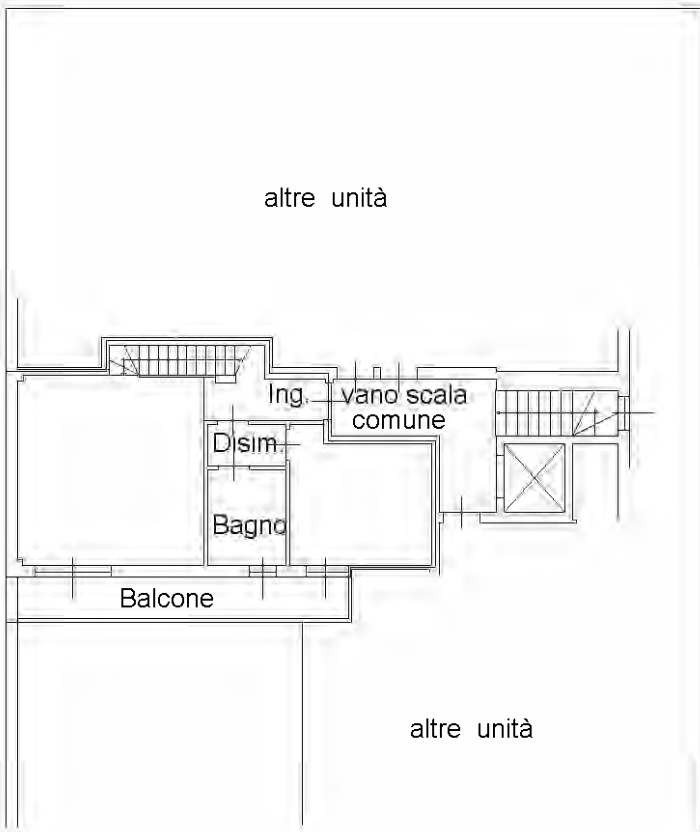 altre unità
Ing.
vano scala
comune
Disim.
Bagno
Balcone
altre unità